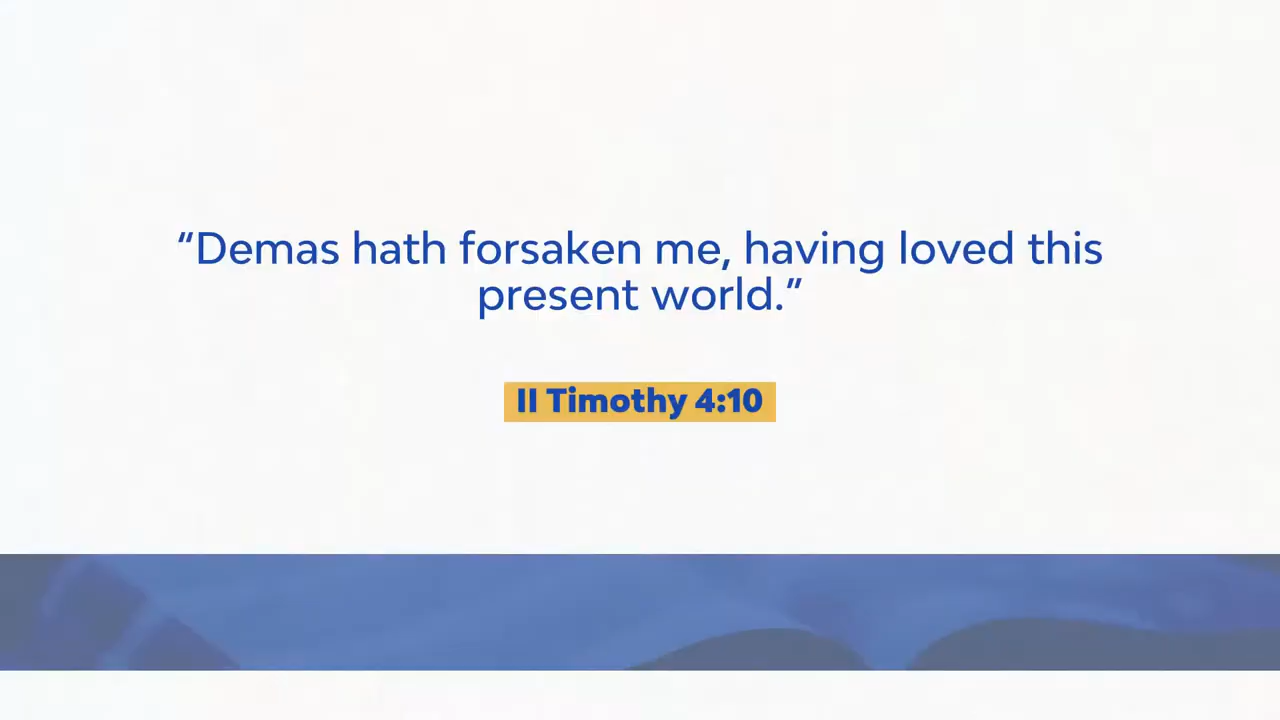 “Demas hath forsaken me, having loved this
present world.”
II Timothy 4:10